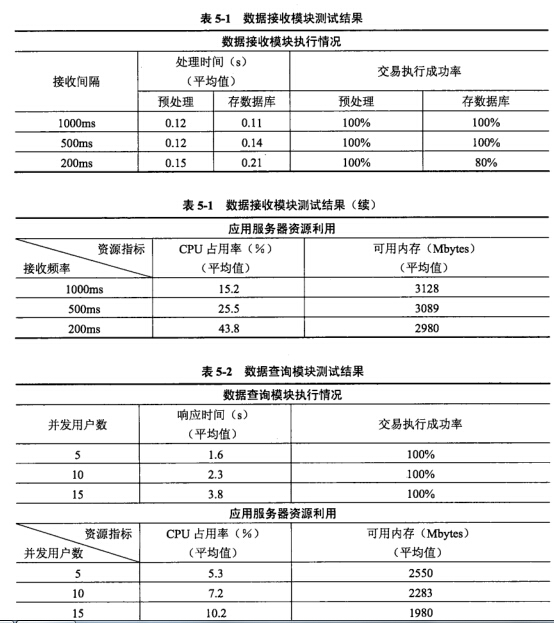 表 5-1 数据接收模块测试结果
数据接收模块执行情况
接收间隔 处理时间（s）（平均值） 交易执行成功率
预处理 存数据库 预处理 存数据库
1000ms 0.12 0.11 100% 100%
500ms 0.12 0.14 100% 100%
200ms 0.15 0.21 100% 80%
表 5-1 数据接收模块测试结果（续）
应用服务器资源利用
资源指标 CPU 占用率（%） 可用内存（Mbytes）
接收频率 （平均值） （平均值）
1000ms 15.2 3128
500ms 25.5 3089
200ms 43.8 2980
表 5-2 数据查询模块测试结果
数据查询模块执行情况
并发用户数 响应时间（s）（平均值） 交易执行成功率
5 1.6 100%
10 2.3 100%
15 3.8 100%
应用服务器资源利用
资源指标 CPU 占用率（%） 可用内存（Mbytes）
并发用户数 （平均值） （平均值）
5 5.3 2550
10 7.2 2283
15 10.2 1980